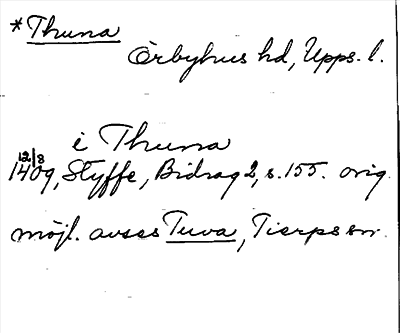 *Thuna
Örbyhus hd, Upps. l.
i Thuna
12/8
1409, Styffe, Bidrag 2, s. 155. orig.
möjl. avses Tuva, Tierps sn.